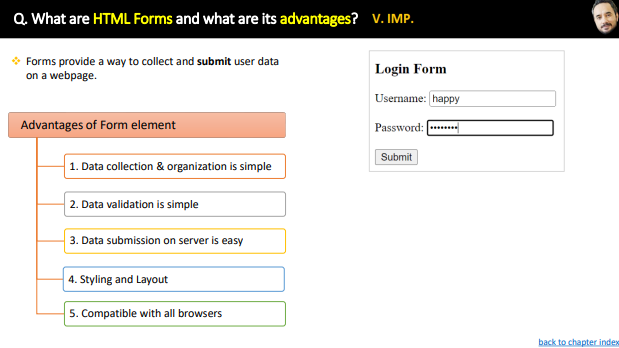 Q. What are HTML Forms and what are its advantages? V. IMP.
Forms provide a way to collect and submit user data
on a webpage.
Advantages of Form element
1. Data collection & organization is simple
2. Data validation is simple
3. Data submission on server is easy
4. Styling and Layout
5. Compatible with all browsers
Login Form
Username: happy
Password: ••••••••
Submit
back to chapter index